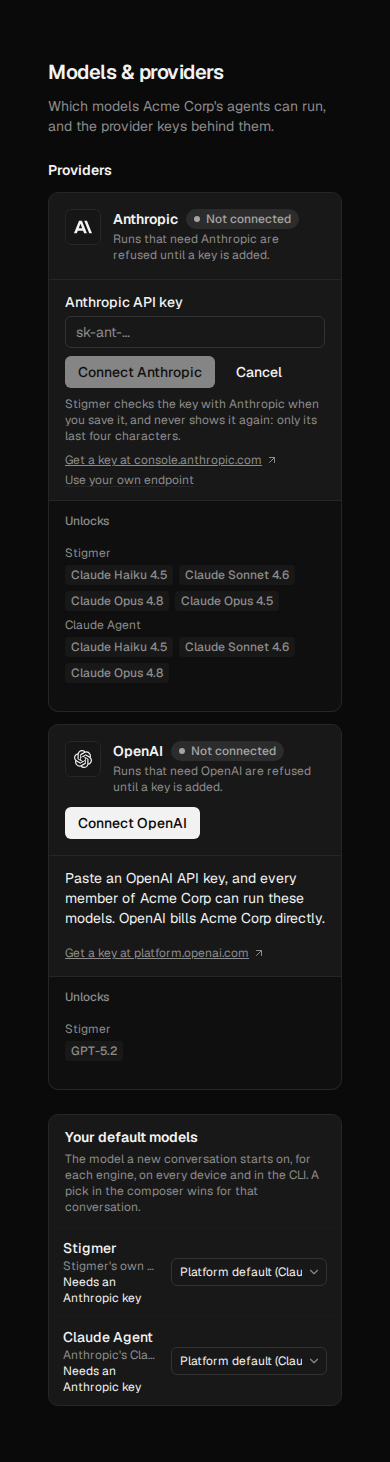 Models & providers
Which models Acme Corp's agents can run,
and the provider keys behind them.
Providers
Anthropic
Not connected
Runs that need Anthropic are
refused until a key is added.
Anthropic API key
sk-ant-…
Connect Anthropic
Cancel
Stigmer checks the key with Anthropic when
you save it, and never shows it again: only its
last four characters.
Get a key at console.anthropic.com
Use your own endpoint
Unlocks
Stigmer
Claude Haiku 4.5
Claude Sonnet 4.6
Claude Opus 4.8
Claude Opus 4.5
Claude Agent
Claude Haiku 4.5
Claude Sonnet 4.6
Claude Opus 4.8
OpenAI
Not connected
Runs that need OpenAI are refused
until a key is added.
Connect OpenAI
Paste an OpenAI API key, and every
member of Acme Corp can run these
models. OpenAI bills Acme Corp directly.
Get a key at platform.openai.com
Unlocks
Stigmer
GPT-5.2
Your default models
The model a new conversation starts on, for
each engine, on every device and in the CLI. A
pick in the composer wins for that
conversation.
Stigmer
Stigmer's own …
Needs an
Anthropic key
Platform default (Clau
Claude Agent
Anthropic's Cla…
Needs an
Anthropic key
Platform default (Clau